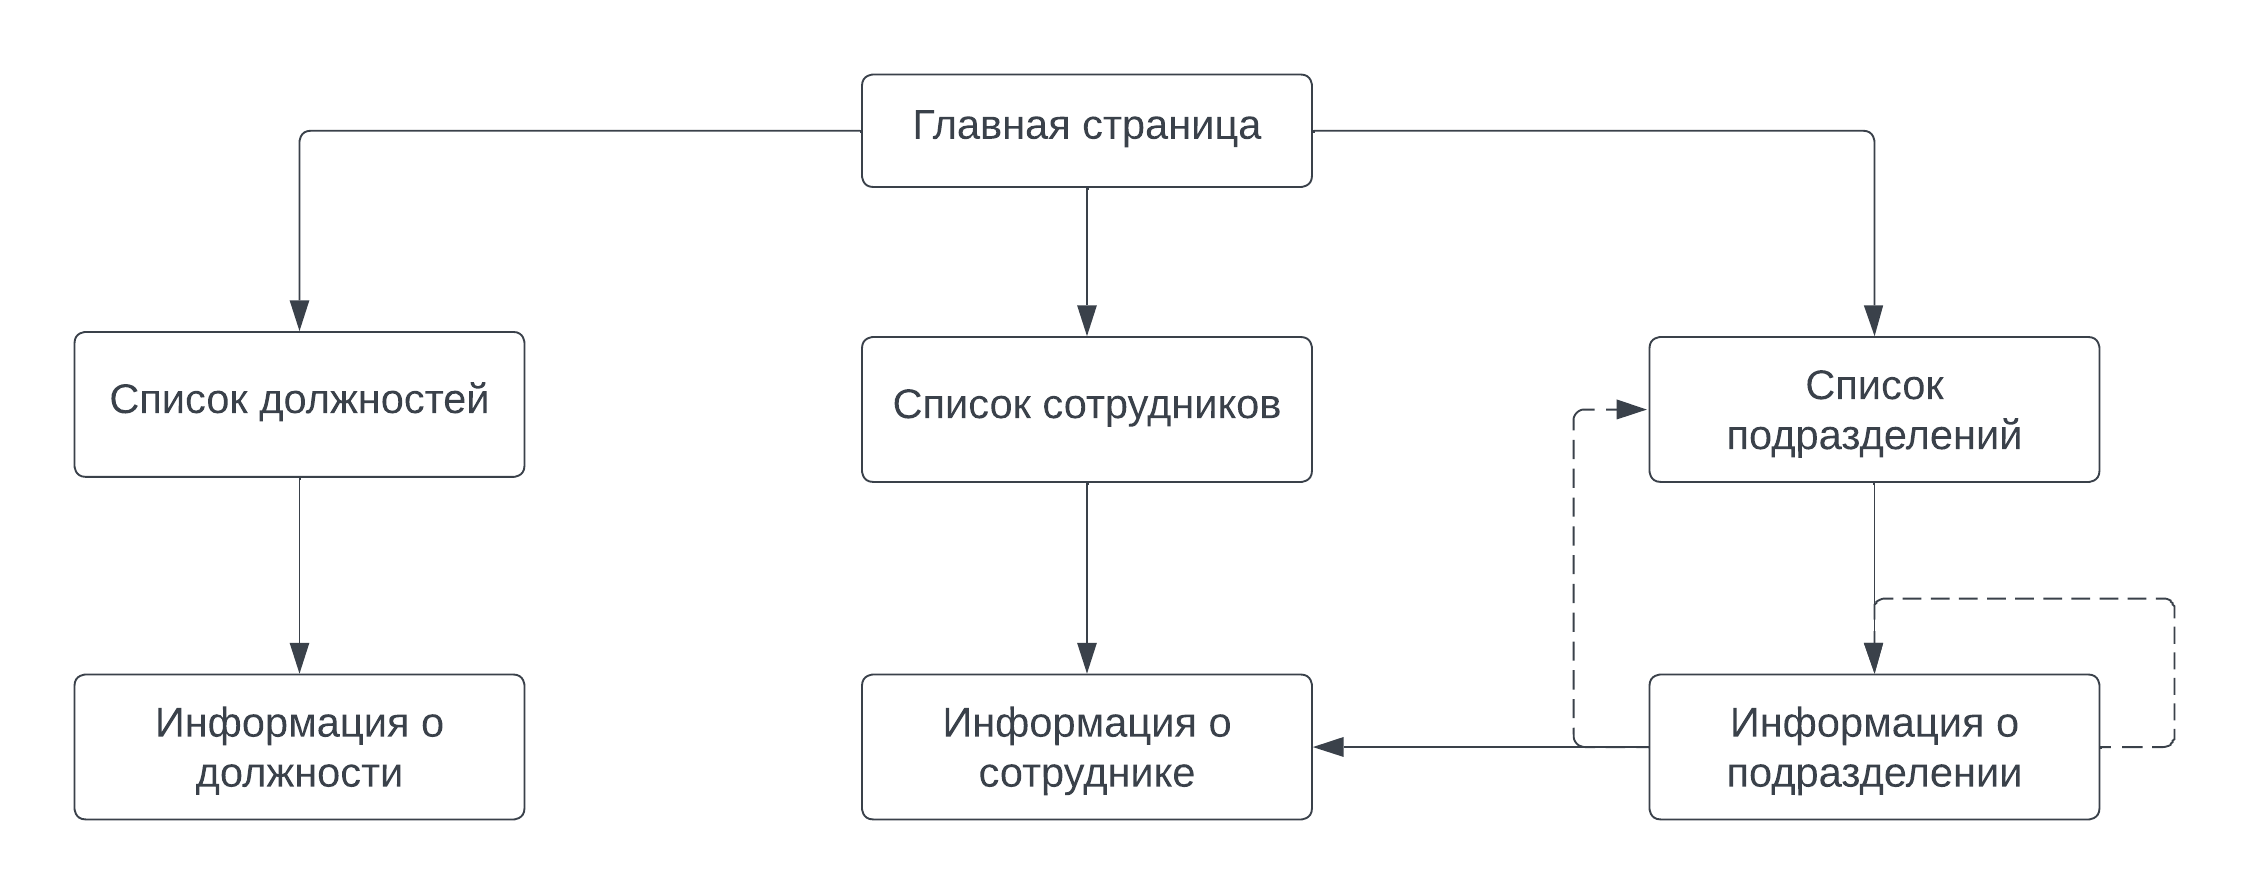 Главная страница
Список должностей
Список сотрудников
Список
подразделений
Информация о
должности
Информация о
сотруднике
Информация о
подразделении